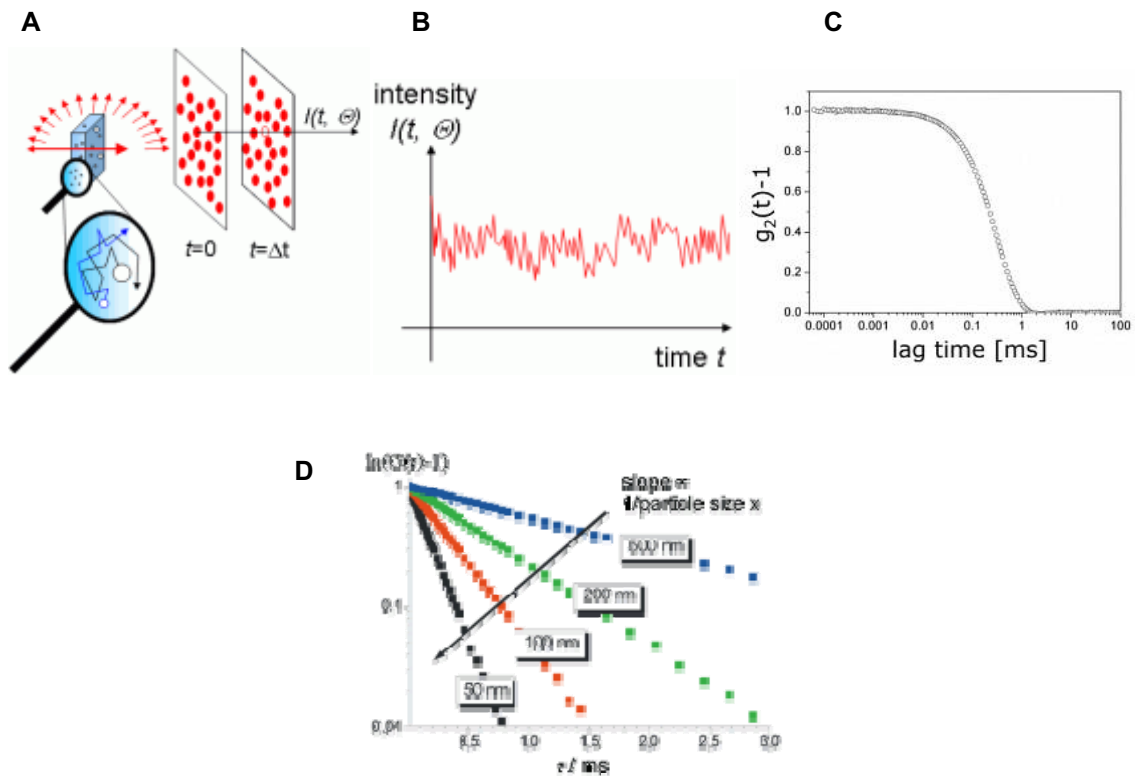 A
I(t, Θ)
t=0
t=Δt
B
intensity
I(t, Θ)
time t
C
g₂(t)-1
1.0
0.8
0.6
0.4
0.2
0.0
0.0001
0.001
0.01
0.1
1
10
100
lag time [ms]
D
slope ∝
1/particle size x
1
0.1
0.01
200 nm
100 nm
50 nm
0.5
1.0
1.5
2.0
2.5
3.0
τ / ms